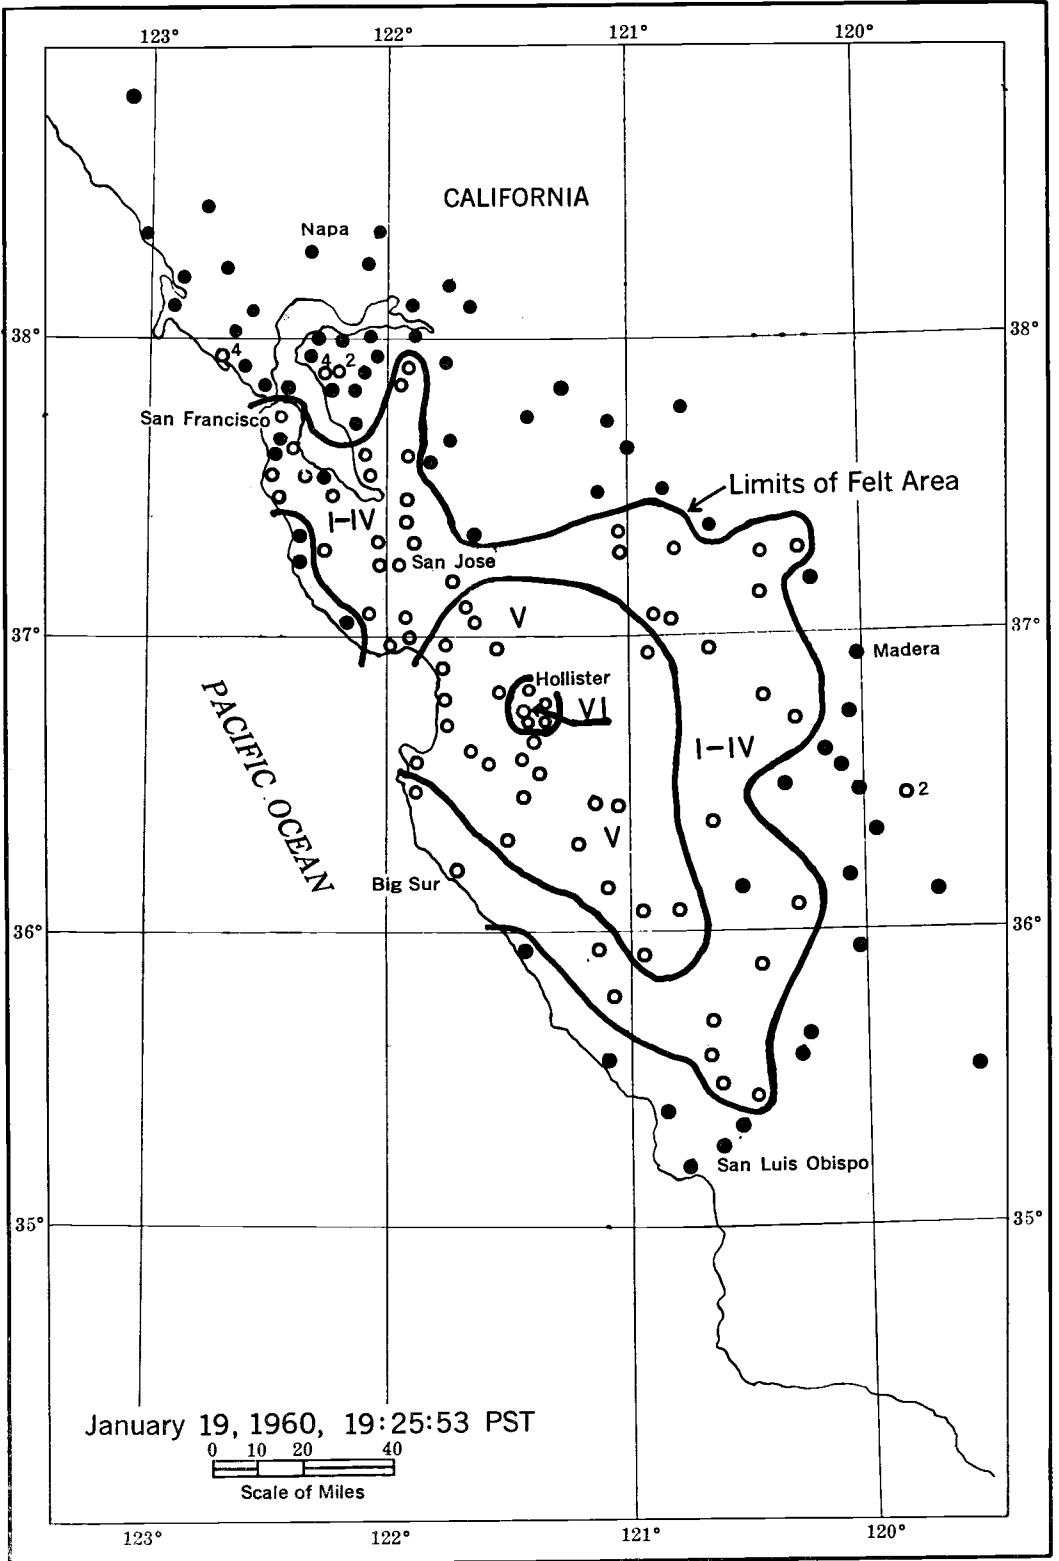 123° 122° 121° 120°
CALIFORNIA
Napa
38° 38°
4
4 2
San Francisco
Limits of Felt Area
I-IV
San Jose
V
37° 37°
Madera
Hollister
VI
PACIFIC OCEAN
I-IV
2
V
Big Sur
36° 36°
San Luis Obispo
35° 35°
January 19, 1960, 19:25:53 PST
0 10 20 40
Scale of Miles
123° 122° 121° 120°